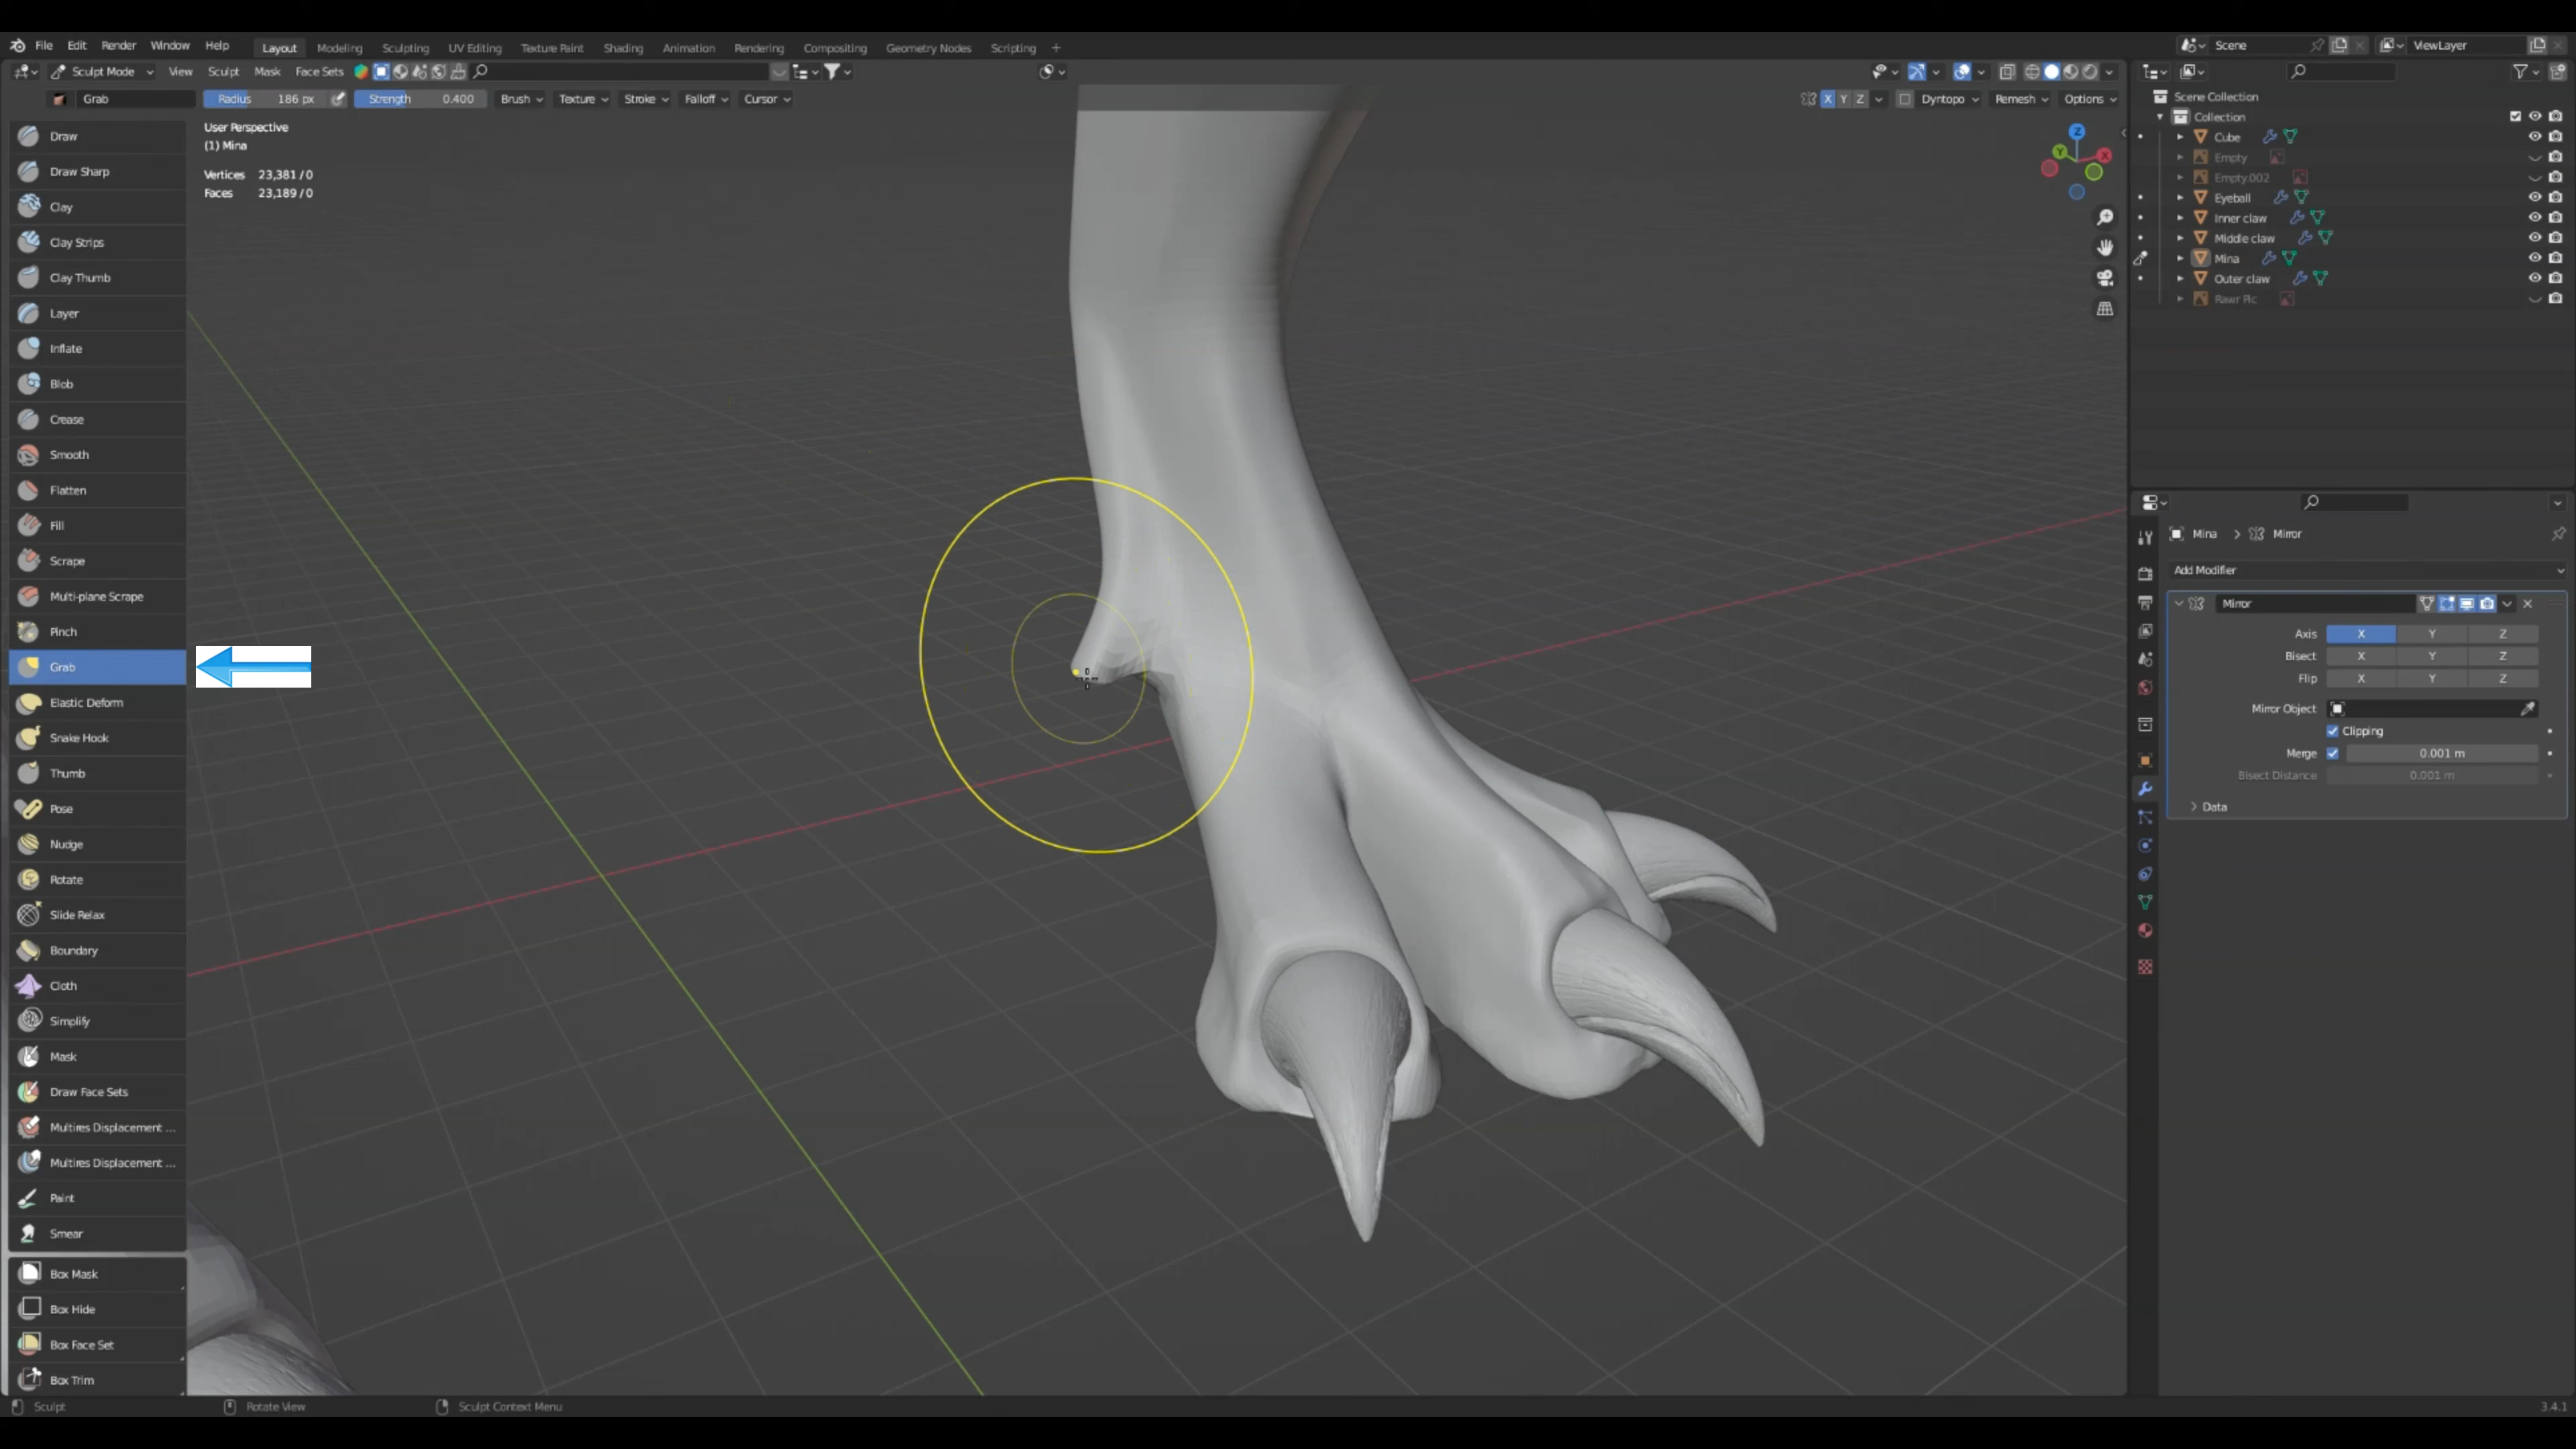 File Edit Render Window Help Layout Modeling Sculpting UV Editing Texture Paint Shading Animation Rendering Compositing Geometry Nodes Scripting + Scene ViewLayer
Sculpt Mode View Sculpt Mask Face Sets
Grab Radius 186 px Strength 0.400 Brush Texture Stroke Falloff Cursor X Y Z Dyntopo Remesh Options
User Perspective
(1) Mina
Vertices 23,381 / 0
Faces 23,189 / 0
Draw
Draw Sharp
Clay
Clay Strips
Clay Thumb
Layer
Inflate
Blob
Crease
Smooth
Flatten
Fill
Scrape
Multi-plane Scrape
Pinch
Grab
Elastic Deform
Snake Hook
Thumb
Pose
Nudge
Rotate
Slide Relax
Boundary
Cloth
Simplify
Mask
Draw Face Sets
Multires Displacement ...
Multires Displacement ...
Paint
Smear
Box Mask
Box Hide
Box Face Set
Box Trim
Z
Y
X
Scene Collection
Collection
Cube
Empty
Empty.002
Eyeball
Inner claw
Middle claw
Mina
Outer claw
Rawr Pic
Mina > Mirror
Add Modifier
Mirror
Axis X Y Z
Bisect X Y Z
Flip X Y Z
Mirror Object
Clipping
Merge 0.001 m
Bisect Distance 0.001 m
Data
Sculpt Rotate View Sculpt Context Menu 3.4.1